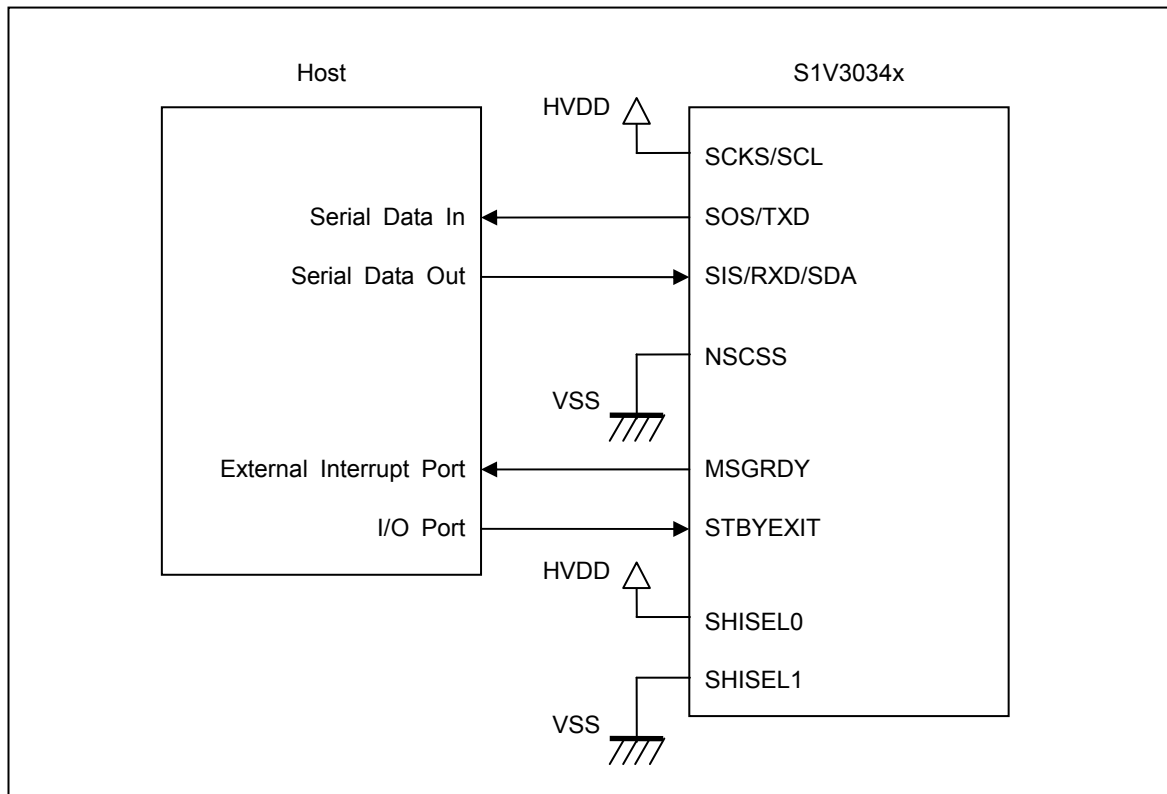 Host
S1V3034x
HVDD
SCKS/SCL
Serial Data In
SOS/TXD
Serial Data Out
SIS/RXD/SDA
NSCSS
VSS
External Interrupt Port
MSGRDY
I/O Port
STBYEXIT
HVDD
SHISEL0
SHISEL1
VSS